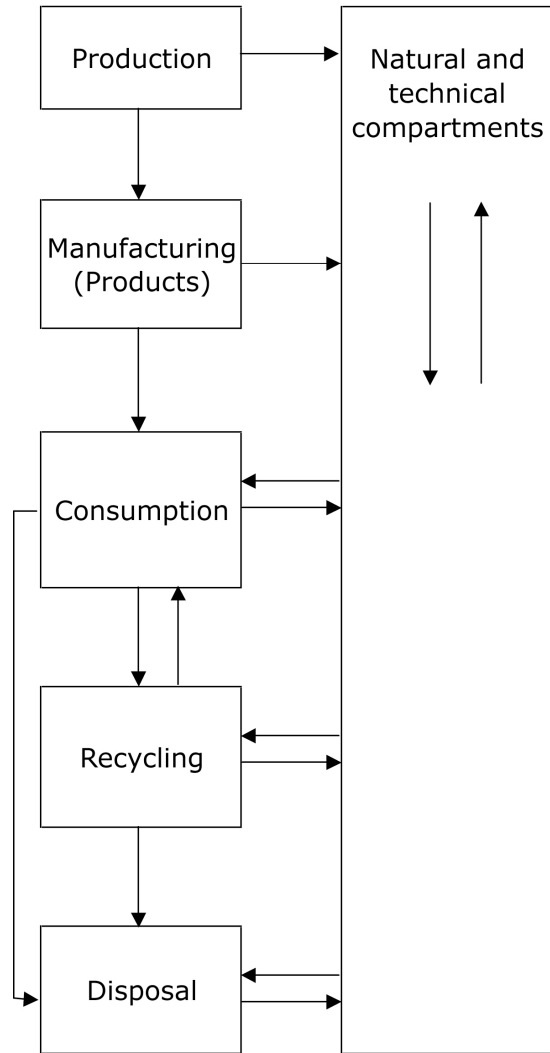 Production
Natural and
technical
compartments
Manufacturing
(Products)
Consumption
Recycling
Disposal